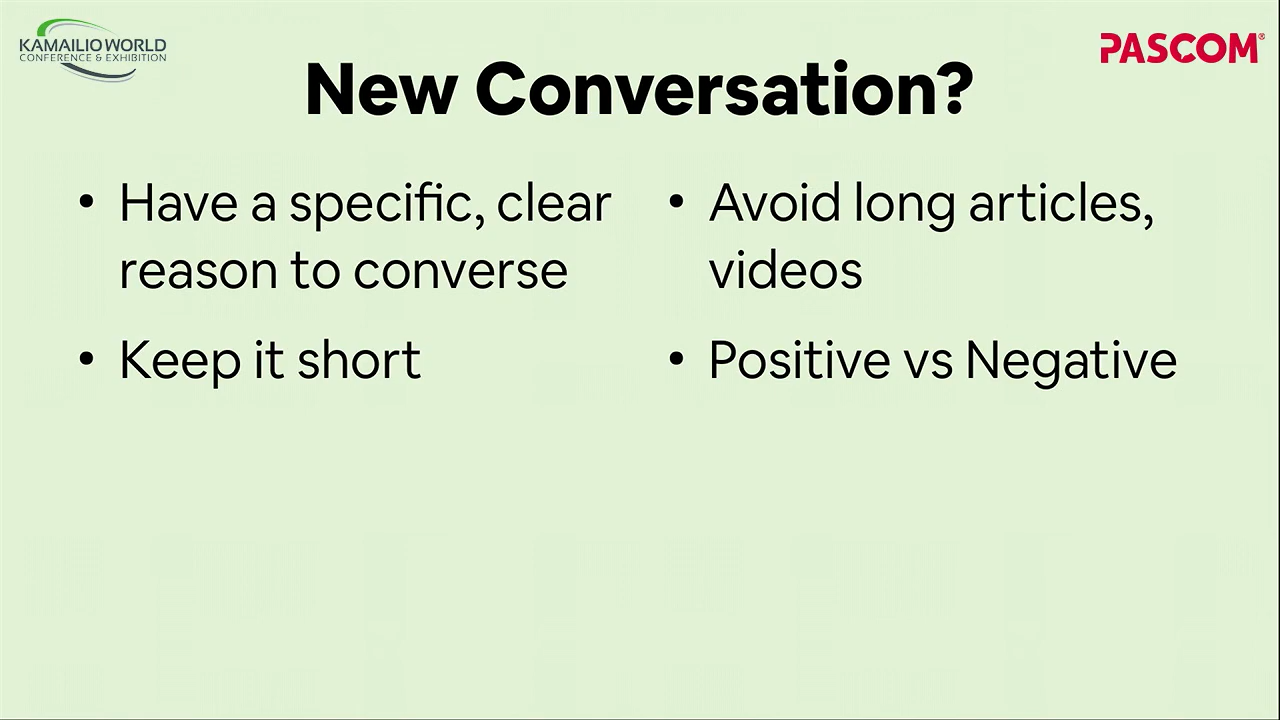 KAMAILIO WORLD
CONFERENCE & EXHIBITION
PASCOM®
New Conversation?
• Have a specific, clear
reason to converse
• Keep it short
• Avoid long articles,
videos
• Positive vs Negative